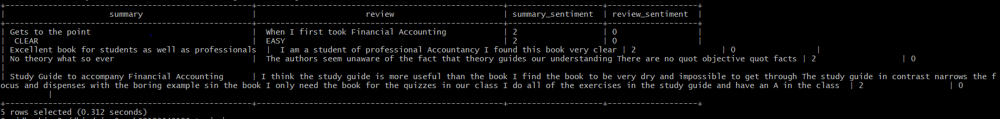 | summary | review | summary_sentiment | review_sentiment |
| Gets to the point | When I first took Financial Accounting | 2 | 0 |
| CLEAR | EASY | 2 | 0 |
| Excellent book for students as well as professionals | I am a student of professional Accountancy I found this book very clear | 2 | 0 |
| No theory what so ever | The authors seem unaware of the fact that theory guides our understanding There are no quot objective quot facts | 2 | 0
|
| Study Guide to accompany Financial Accounting | I think the study guide is more useful than the book I find the book to be very dry and impossible to get through The study guide in contrast narrows the f
ocus and dispenses with the boring example sin the book I only need the book for the quizzes in our class I do all of the exercises in the study guide and have an A in the class | 2 | 0
|
5 rows selected (0.312 seconds)